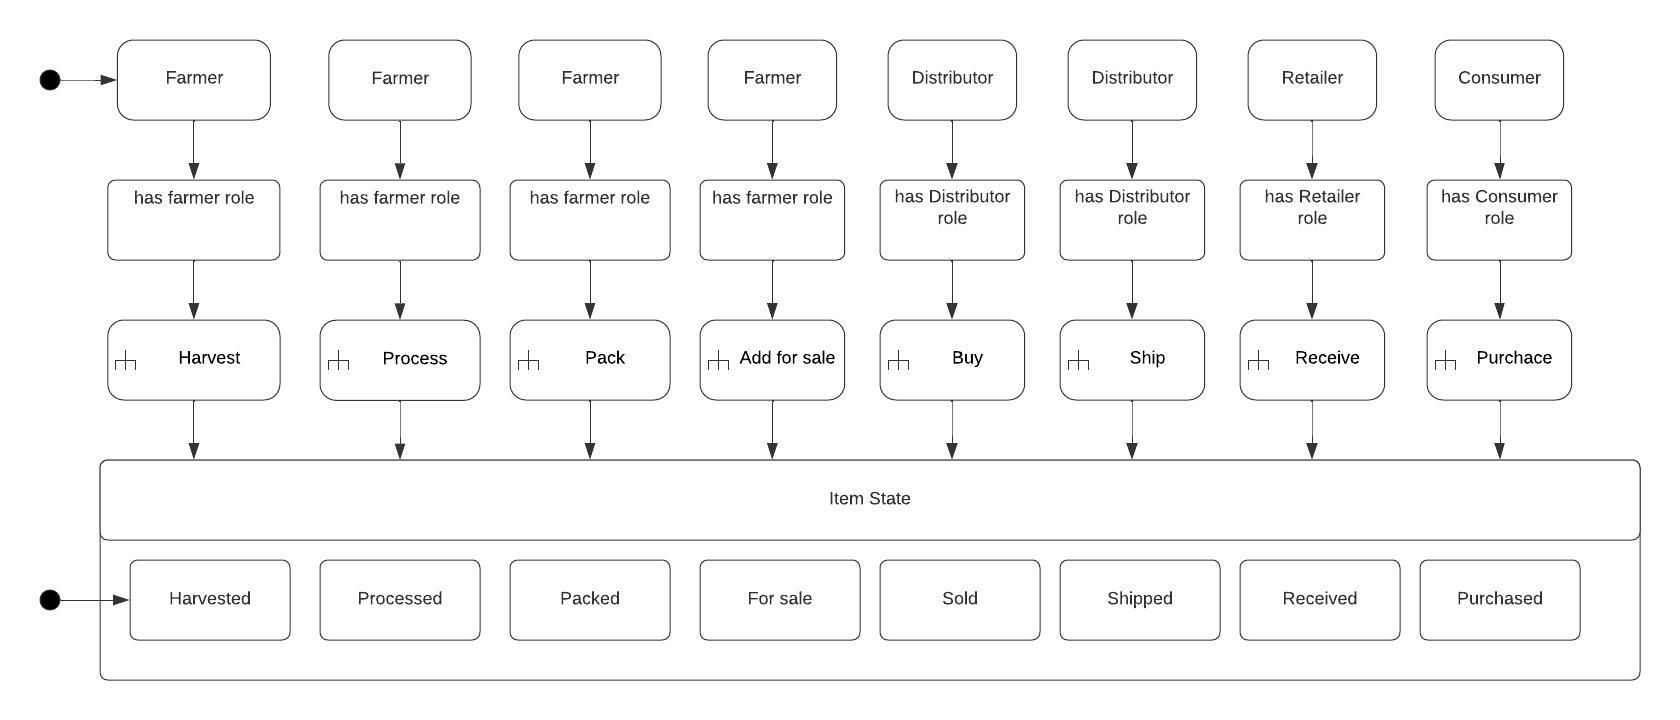 Farmer
Farmer
Farmer
Farmer
Distributor
Distributor
Retailer
Consumer
has farmer role
has farmer role
has farmer role
has farmer role
has Distributor
role
has Distributor
role
has Retailer
role
has Consumer
role
Harvest
Process
Pack
Add for sale
Buy
Ship
Receive
Purchace
Item State
Harvested
Processed
Packed
For sale
Sold
Shipped
Received
Purchased